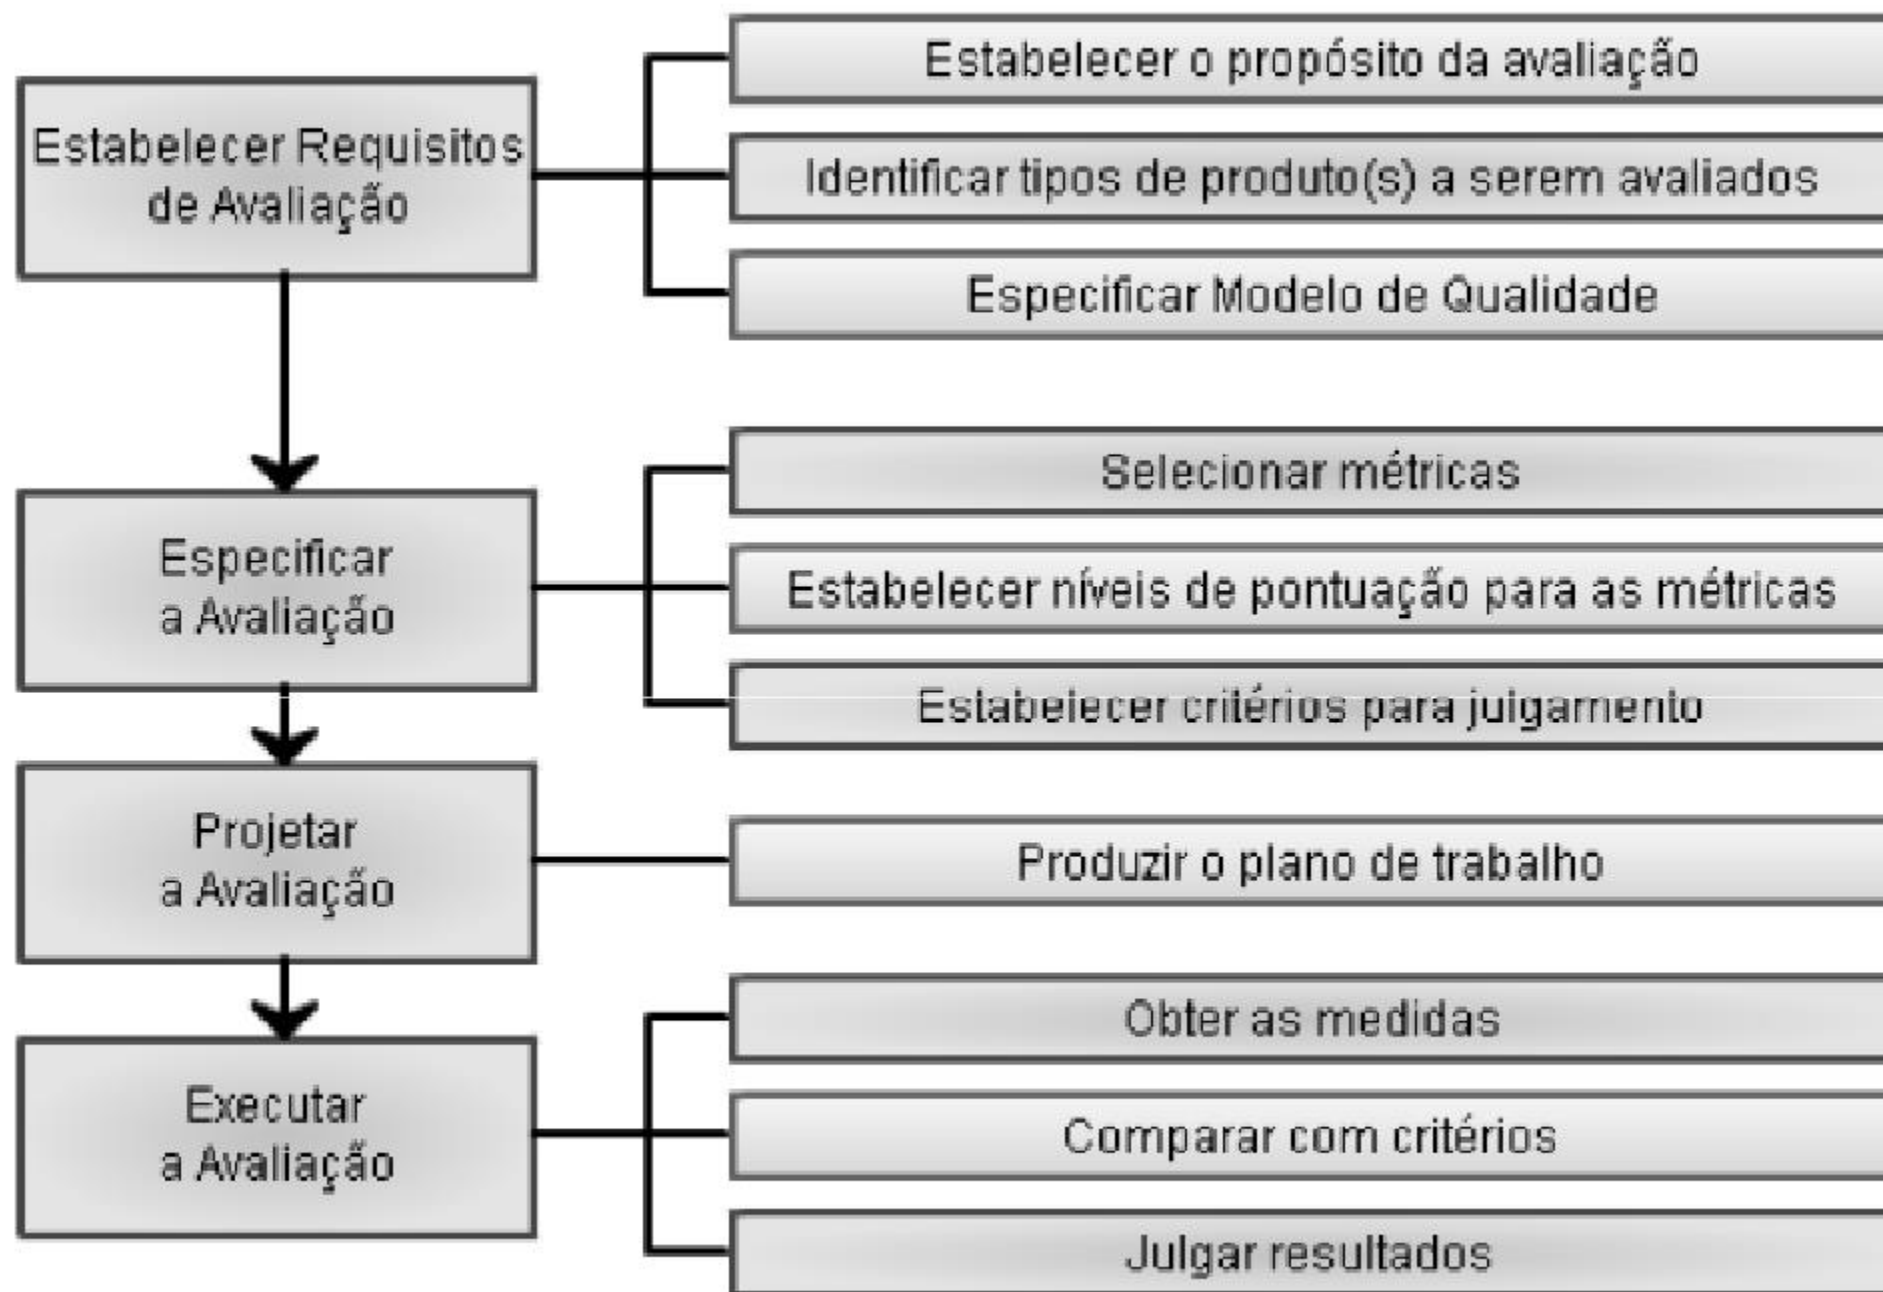 Estabelecer Requisitos
de Avaliação
Estabelecer o propósito da avaliação
Identificar tipos de produto(s) a serem avaliados
Especificar Modelo de Qualidade
Especificar
a Avaliação
Selecionar métricas
Estabelecer níveis de pontuação para as métricas
Estabelecer critérios para julgamento
Projetar
a Avaliação
Produzir o plano de trabalho
Executar
a Avaliação
Obter as medidas
Comparar com critérios
Julgar resultados